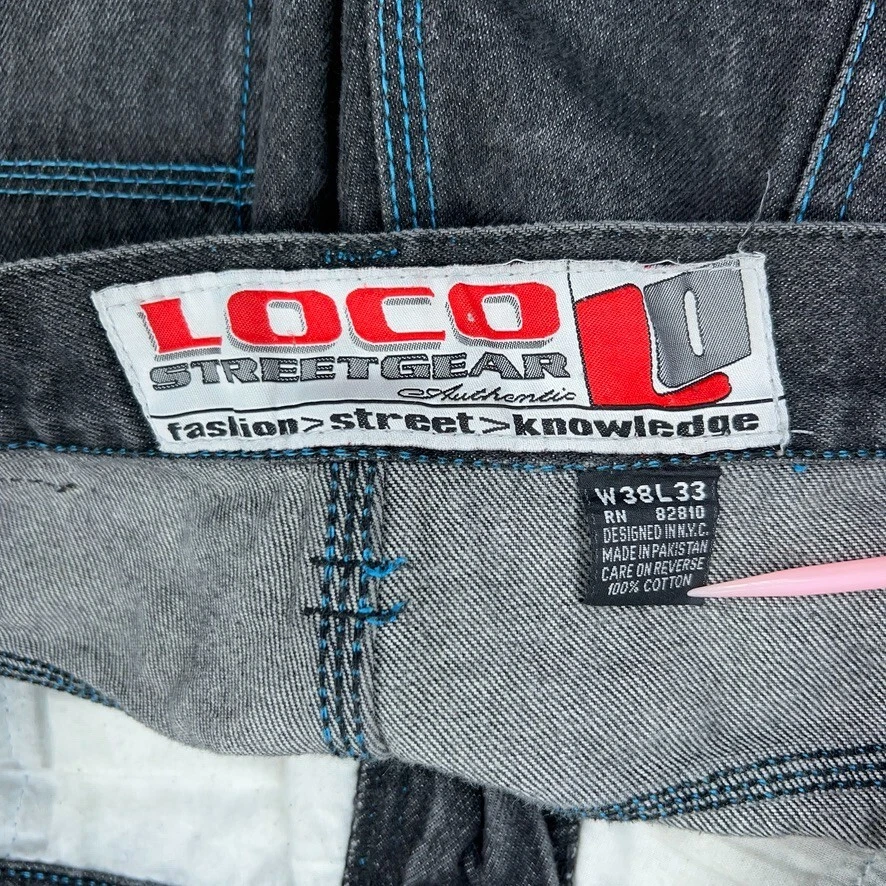 LOCO
STREETGEAR
Authentic
LO
fashion>street>knowledge
W38L33
RN 82810
DESIGNED IN N.Y.C.
MADE IN PAKISTAN
CARE ON REVERSE
100% COTTON